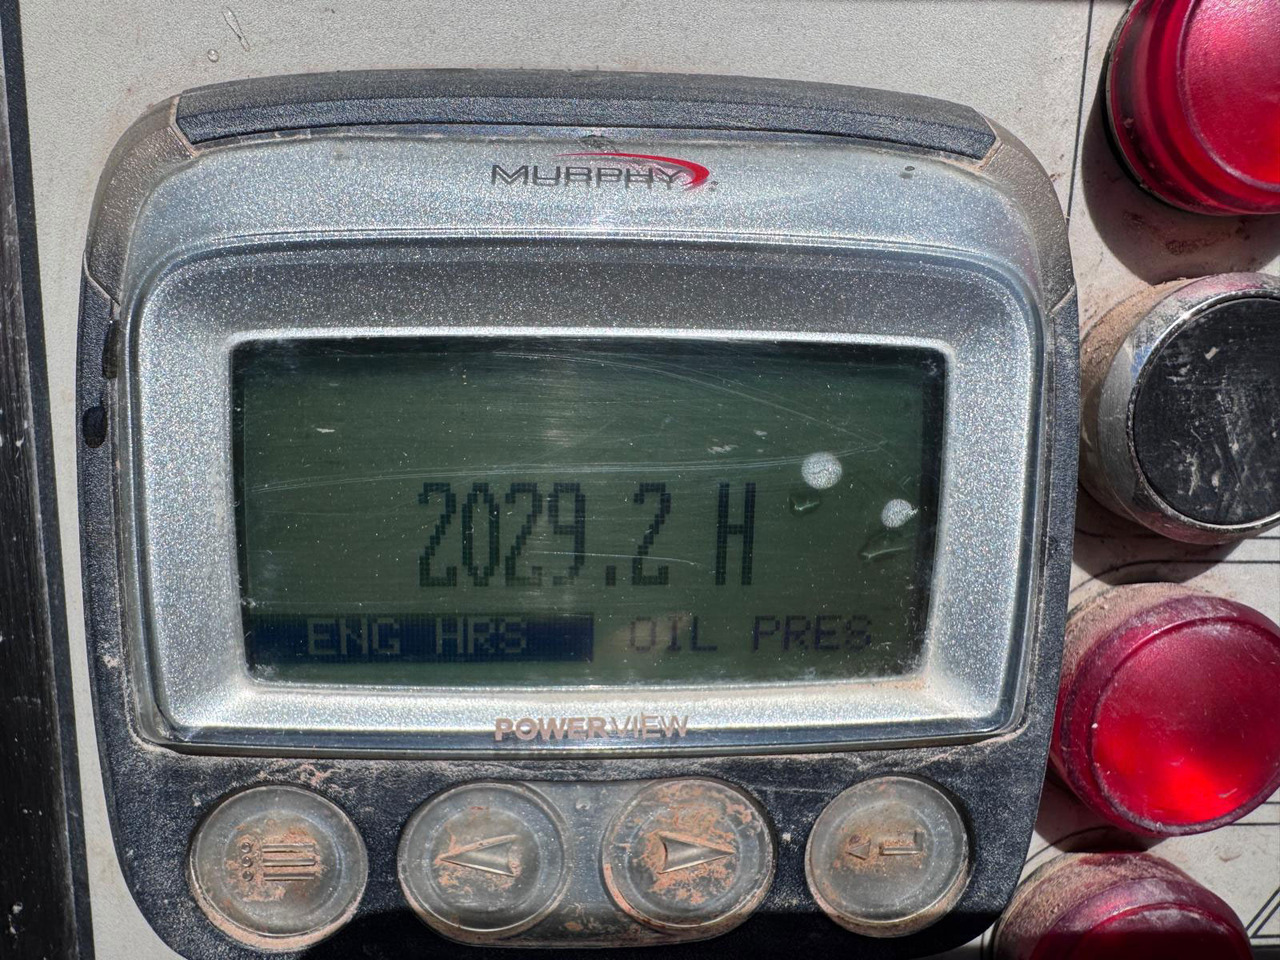 MURPHY
2029.2 H
ENG HRS OIL PRES
POWERVIEW